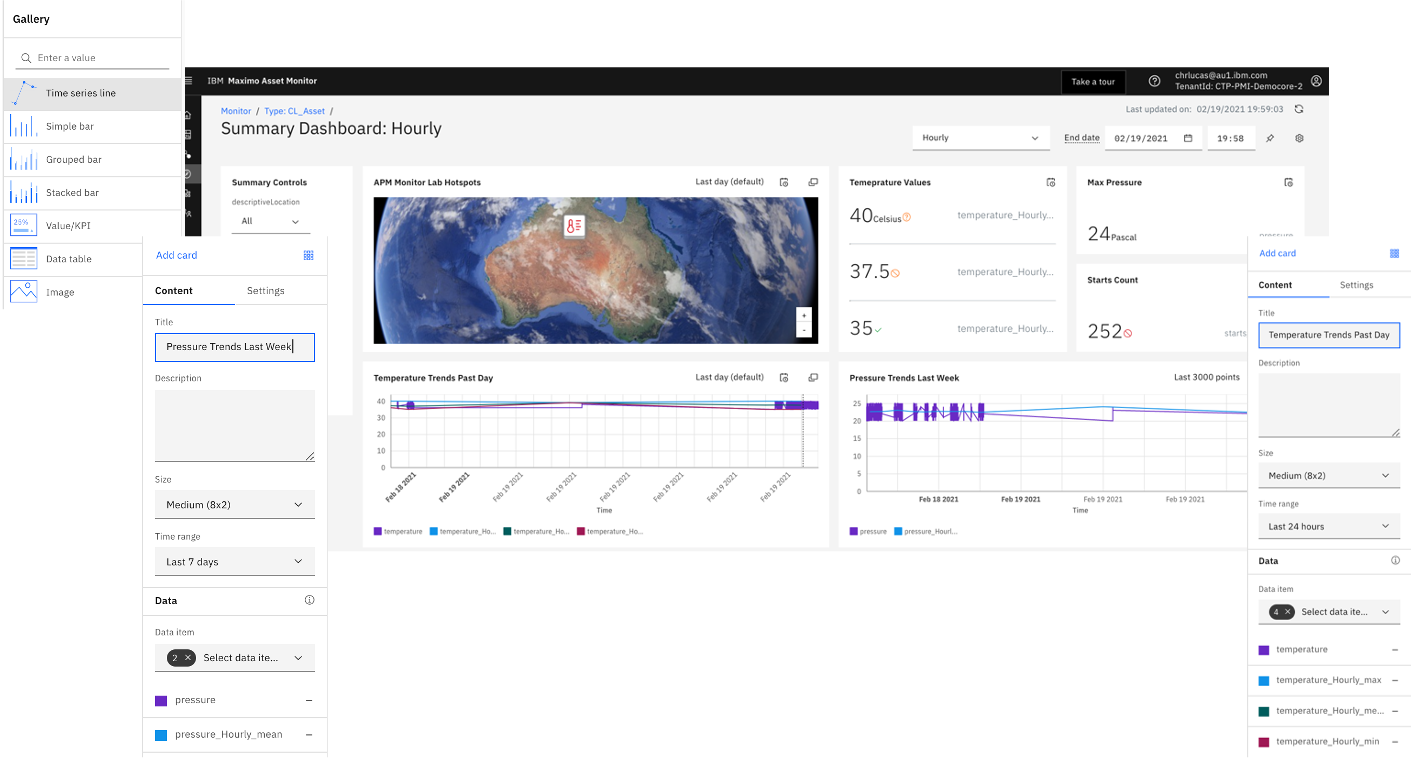 Gallery
Enter a value
Time series line
Simple bar
Grouped bar
Stacked bar
25%
Value/KPI
Data table
Image
IBM Maximo Asset Monitor
Take a tour
chrlucas@au1.ibm.com
TenantId: CTP-PMI-Democore-2
Monitor / Type: CL_Asset /
Last updated on: 02/19/2021 19:59:03
Summary Dashboard: Hourly
Hourly
End date
02/19/2021
19:58
Summary Controls
descriptiveLocation
All
APM Monitor Lab Hotspots
Last day (default)
+
-
Temeprature Values
40Celsius
temperature_Hourly...
37.5
temperature_Hourly...
35
temperature_Hourly...
Max Pressure
24Pascal
Starts Count
252
starts
Temperature Trends Past Day
Last day (default)
40
30
20
10
0
Feb 18 2021
Feb 19 2021
Feb 19 2021
Feb 19 2021
Feb 19 2021
Feb 19 2021
Feb 19 2021
Feb 19 2021
Time
temperature
temperature_Ho...
temperature_Ho...
temperature_Ho...
Pressure Trends Last Week
Last 3000 points
25
20
15
10
5
0
Feb 18 2021
Feb 19 2021
Feb 19 2021
Feb 19 2021
Time
pressure
pressure_Hourl...
Add card
Content
Settings
Title
Pressure Trends Last Week
Description
Size
Medium (8x2)
Time range
Last 7 days
Data
Data item
2 × Select data ite...
pressure
pressure_Hourly_mean
Add card
Content
Settings
Title
Temperature Trends Past Day
Description
Size
Medium (8x2)
Time range
Last 24 hours
Data
Data item
4 × Select data ite...
temperature
temperature_Hourly_max
temperature_Hourly_me...
temperature_Hourly_min